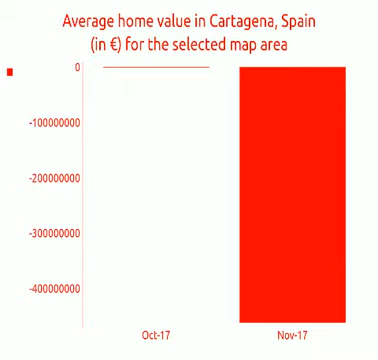 Average home value in Cartagena, Spain
(in €) for the selected map area
0
-100000000
-200000000
-300000000
-400000000
Oct-17
Nov-17